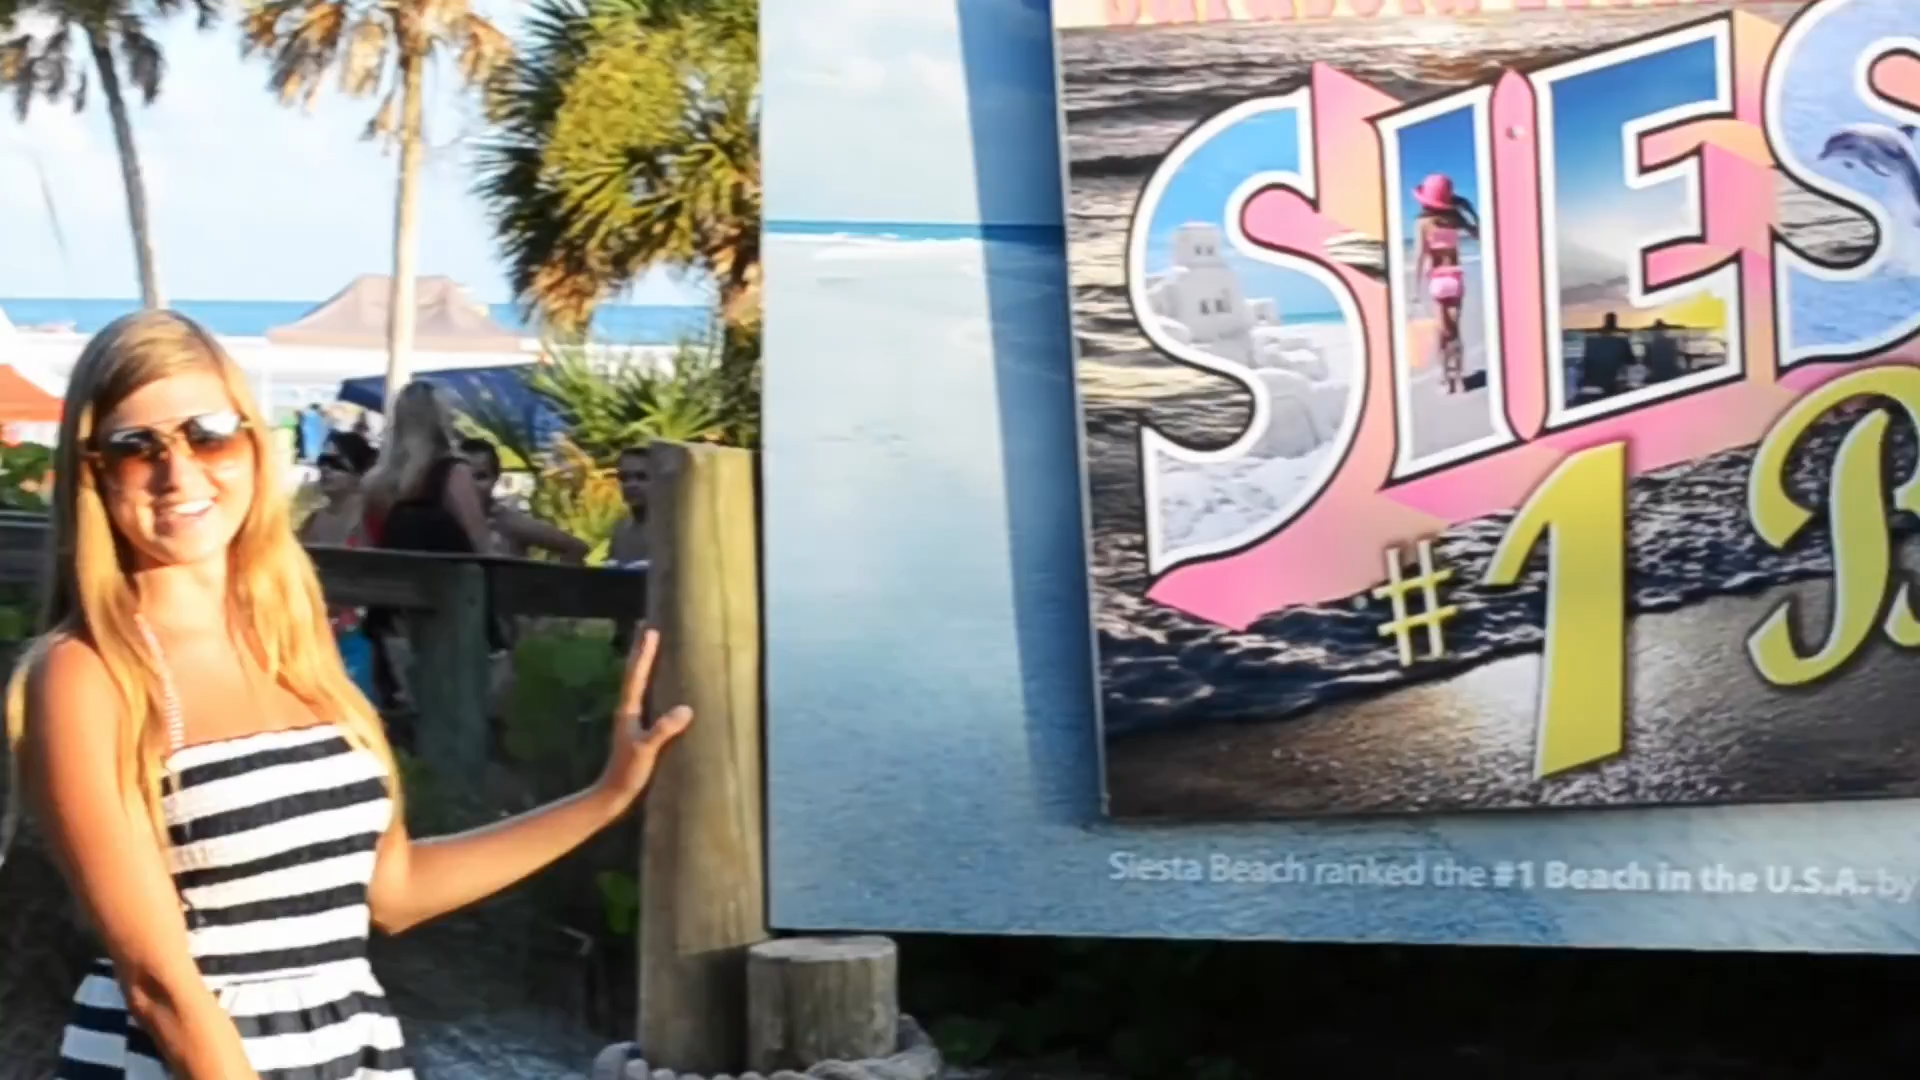 SIES
#1 B
Siesta Beach ranked the #1 Beach in the U.S.A. by